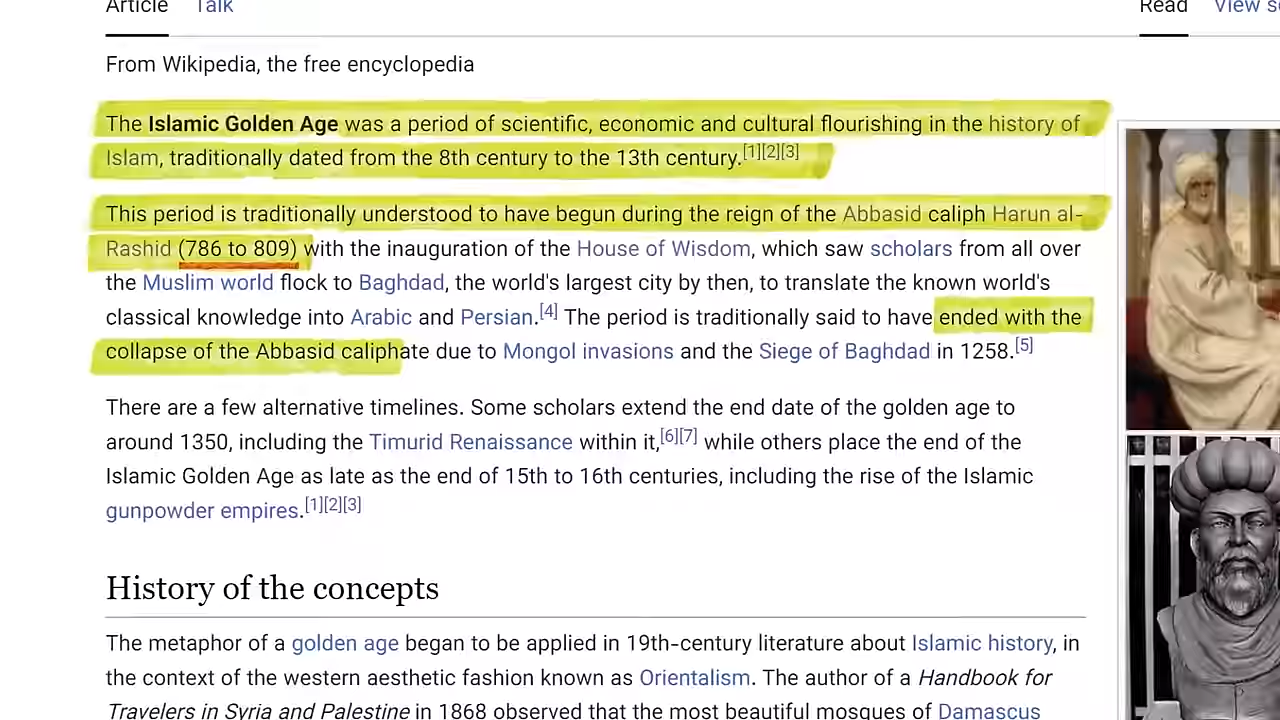 Article Talk Read View s
From Wikipedia, the free encyclopedia
The Islamic Golden Age was a period of scientific, economic and cultural flourishing in the history of
Islam, traditionally dated from the 8th century to the 13th century.[1][2][3]
This period is traditionally understood to have begun during the reign of the Abbasid caliph Harun al-
Rashid (786 to 809) with the inauguration of the House of Wisdom, which saw scholars from all over
the Muslim world flock to Baghdad, the world's largest city by then, to translate the known world's
classical knowledge into Arabic and Persian.[4] The period is traditionally said to have ended with the
collapse of the Abbasid caliphate due to Mongol invasions and the Siege of Baghdad in 1258.[5]
There are a few alternative timelines. Some scholars extend the end date of the golden age to
around 1350, including the Timurid Renaissance within it,[6][7] while others place the end of the
Islamic Golden Age as late as the end of 15th to 16th centuries, including the rise of the Islamic
gunpowder empires.[1][2][3]
History of the concepts
The metaphor of a golden age began to be applied in 19th-century literature about Islamic history, in
the context of the western aesthetic fashion known as Orientalism. The author of a Handbook for
Travelers in Syria and Palestine in 1868 observed that the most beautiful mosques of Damascus